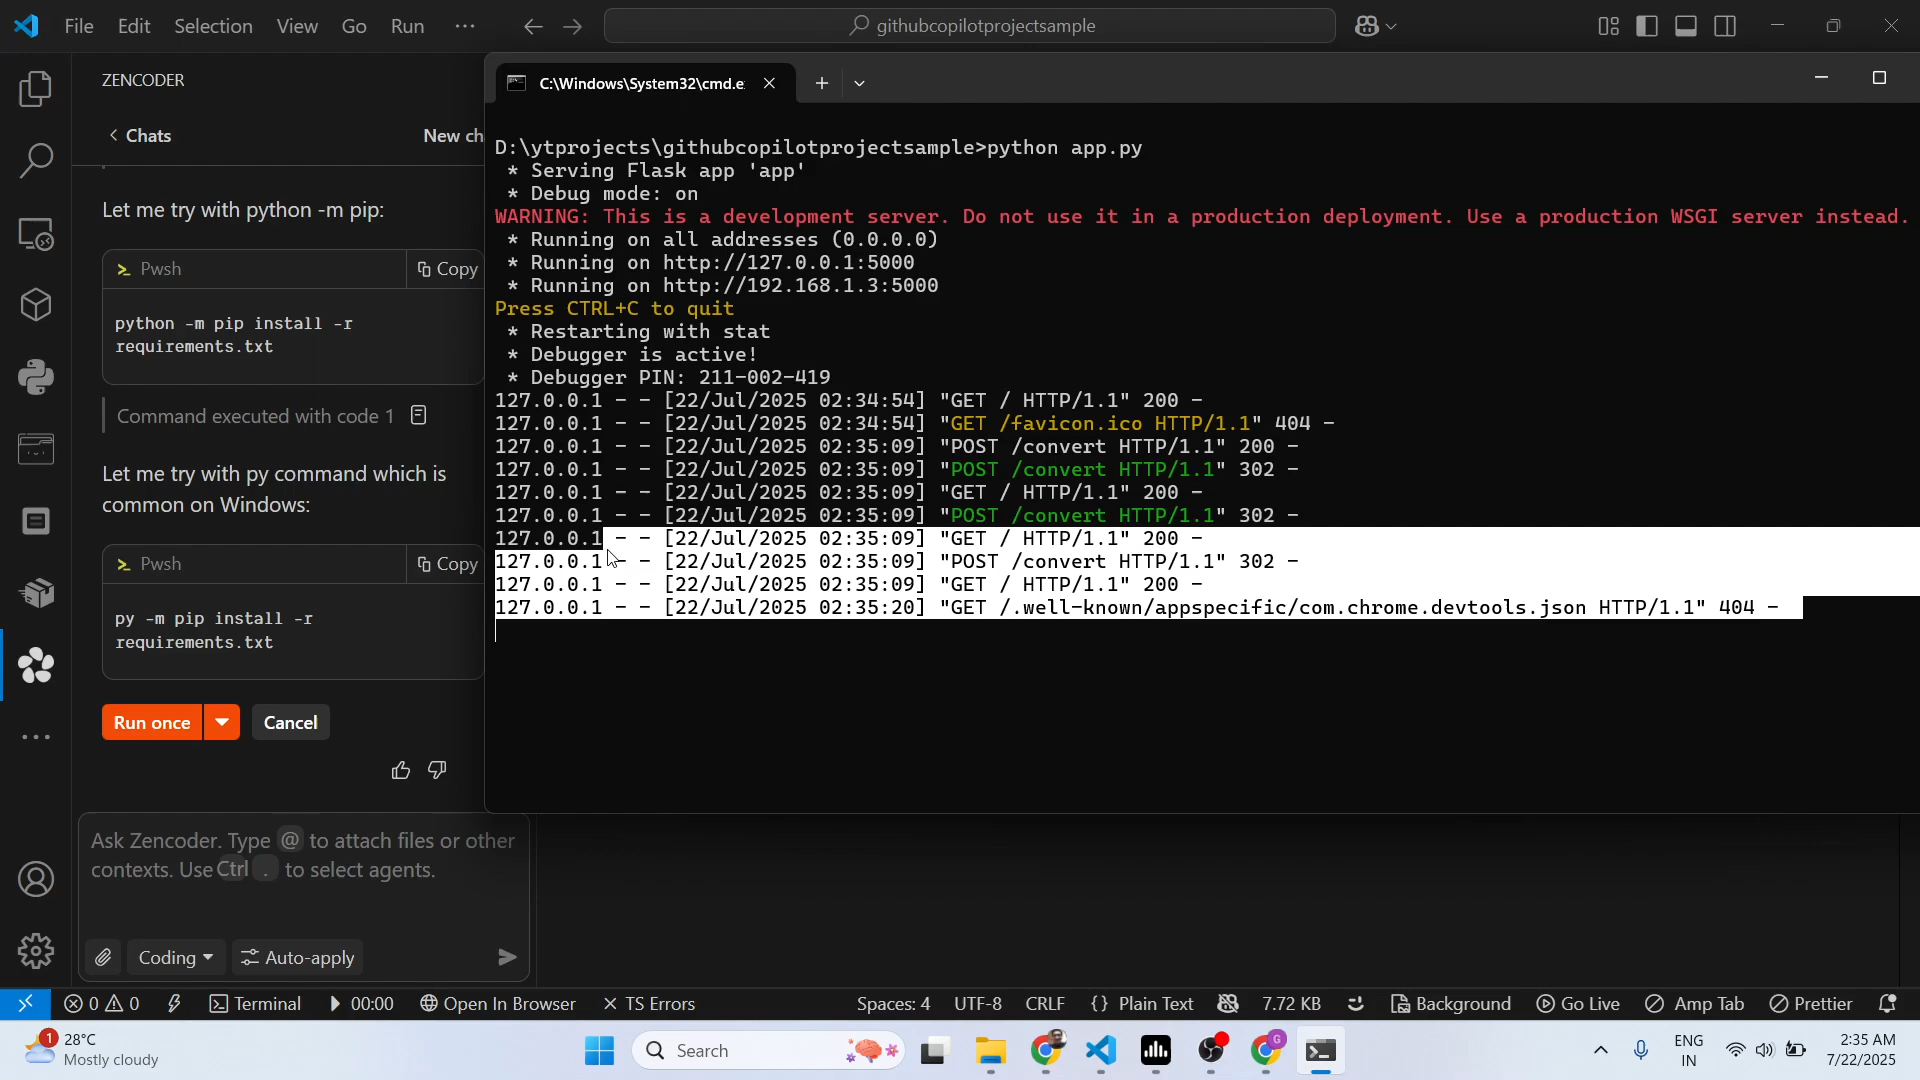 File Edit Selection View Go Run ··· githubcopilotprojectsample
ZENCODER
Chats New ch
Let me try with python -m pip:
Pwsh Copy
python -m pip install -r
requirements.txt
Command executed with code 1
Let me try with py command which is
common on Windows:
Pwsh Copy
py -m pip install -r
requirements.txt
Run once Cancel
Ask Zencoder. Type @ to attach files or other
contexts. Use Ctrl . to select agents.
Coding Auto-apply
C:\Windows\System32\cmd.e
D:\ytprojects\githubcopilotprojectsample>python app.py
* Serving Flask app 'app'
* Debug mode: on
WARNING: This is a development server. Do not use it in a production deployment. Use a production WSGI server instead.
* Running on all addresses (0.0.0.0)
* Running on http://127.0.0.1:5000
* Running on http://192.168.1.3:5000
Press CTRL+C to quit
* Restarting with stat
* Debugger is active!
* Debugger PIN: 211-002-419
127.0.0.1 - - [22/Jul/2025 02:34:54] "GET / HTTP/1.1" 200 -
127.0.0.1 - - [22/Jul/2025 02:34:54] "GET /favicon.ico HTTP/1.1" 404 -
127.0.0.1 - - [22/Jul/2025 02:35:09] "POST /convert HTTP/1.1" 200 -
127.0.0.1 - - [22/Jul/2025 02:35:09] "POST /convert HTTP/1.1" 302 -
127.0.0.1 - - [22/Jul/2025 02:35:09] "GET / HTTP/1.1" 200 -
127.0.0.1 - - [22/Jul/2025 02:35:09] "POST /convert HTTP/1.1" 302 -
127.0.0.1 - - [22/Jul/2025 02:35:09] "GET / HTTP/1.1" 200 -
127.0.0.1 - - [22/Jul/2025 02:35:09] "POST /convert HTTP/1.1" 302 -
127.0.0.1 - - [22/Jul/2025 02:35:09] "GET / HTTP/1.1" 200 -
127.0.0.1 - - [22/Jul/2025 02:35:20] "GET /.well-known/appspecific/com.chrome.devtools.json HTTP/1.1" 404 -
0 0 Terminal 00:00 Open In Browser TS Errors Spaces: 4 UTF-8 CRLF {} Plain Text 7.72 KB Background Go Live Amp Tab Prettier
1 28°C
Mostly cloudy
Search
G
ENG
IN
2:35 AM
7/22/2025